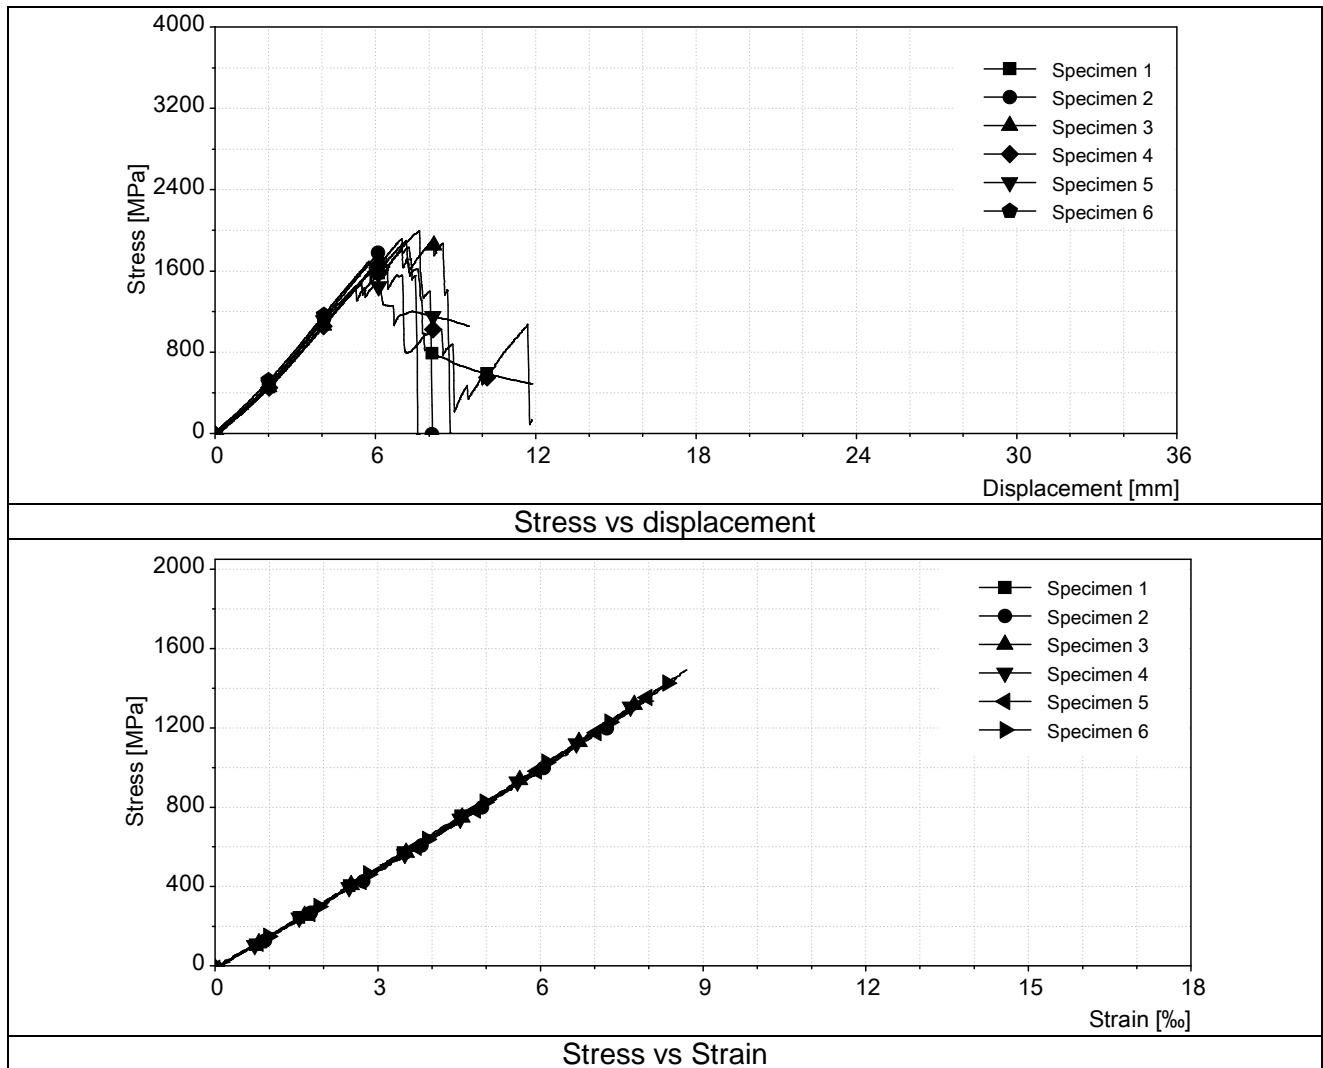 4000
3200
2400
1600
800
0
Stress [MPa]
Specimen 1
Specimen 2
Specimen 3
Specimen 4
Specimen 5
Specimen 6
0 6 12 18 24 30 36
Displacement [mm]
Stress vs displacement
2000
1600
1200
800
400
0
Stress [MPa]
Specimen 1
Specimen 2
Specimen 3
Specimen 4
Specimen 5
Specimen 6
0 3 6 9 12 15 18
Strain [‰]
Stress vs Strain